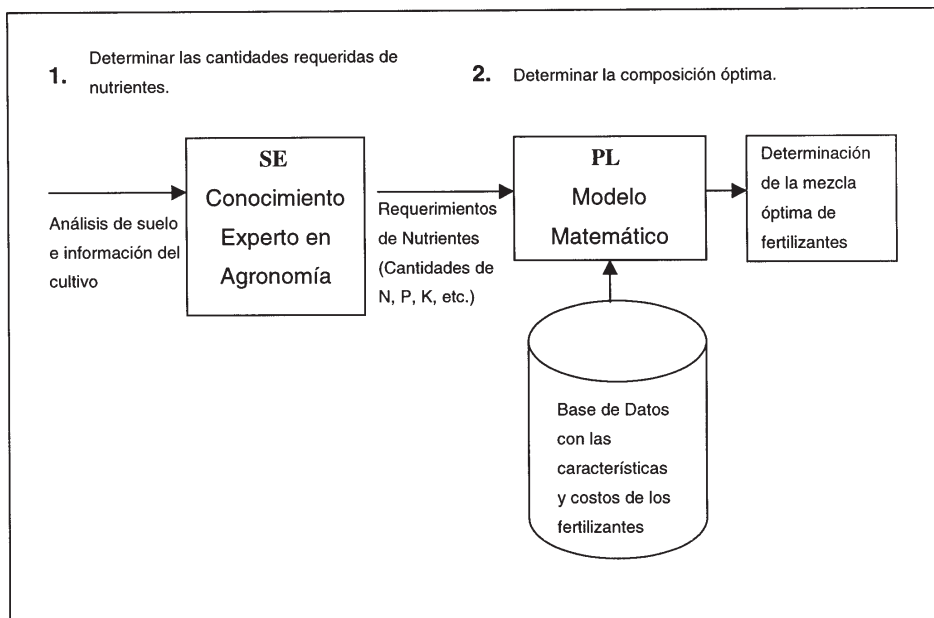 1. Determinar las cantidades requeridas de
nutrientes.
2. Determinar la composición óptima.
SE
Conocimiento
Experto en
Agronomía
Análisis de suelo
e información del
cultivo
Requerimientos
de Nutrientes
(Cantidades de
N, P, K, etc.)
PL
Modelo
Matemático
Determinación
de la mezcla
óptima de
fertilizantes
Base de Datos
con las
características
y costos de los
fertilizantes